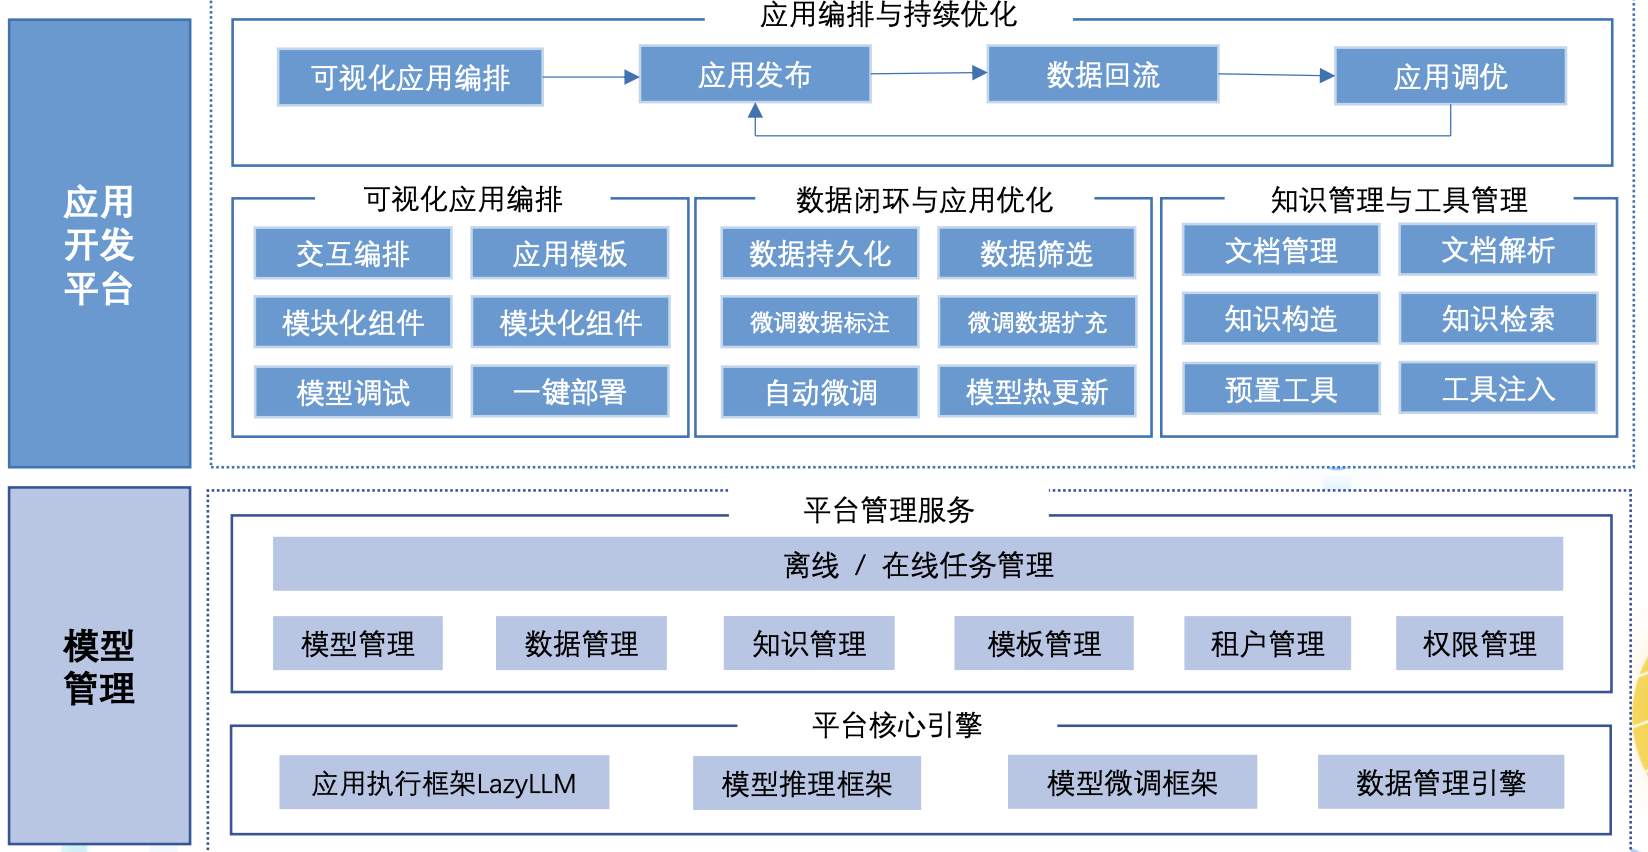 应用
开发
平台
应用编排与持续优化
可视化应用编排
应用发布
数据回流
应用调优
可视化应用编排
交互编排
应用模板
模块化组件
模块化组件
模型调试
一键部署
数据闭环与应用优化
数据持久化
数据筛选
微调数据标注
微调数据扩充
自动微调
模型热更新
知识管理与工具管理
文档管理
文档解析
知识构造
知识检索
预置工具
工具注入
模型
管理
平台管理服务
离线 / 在线任务管理
模型管理
数据管理
知识管理
模板管理
租户管理
权限管理
平台核心引擎
应用执行框架LazyLLM
模型推理框架
模型微调框架
数据管理引擎